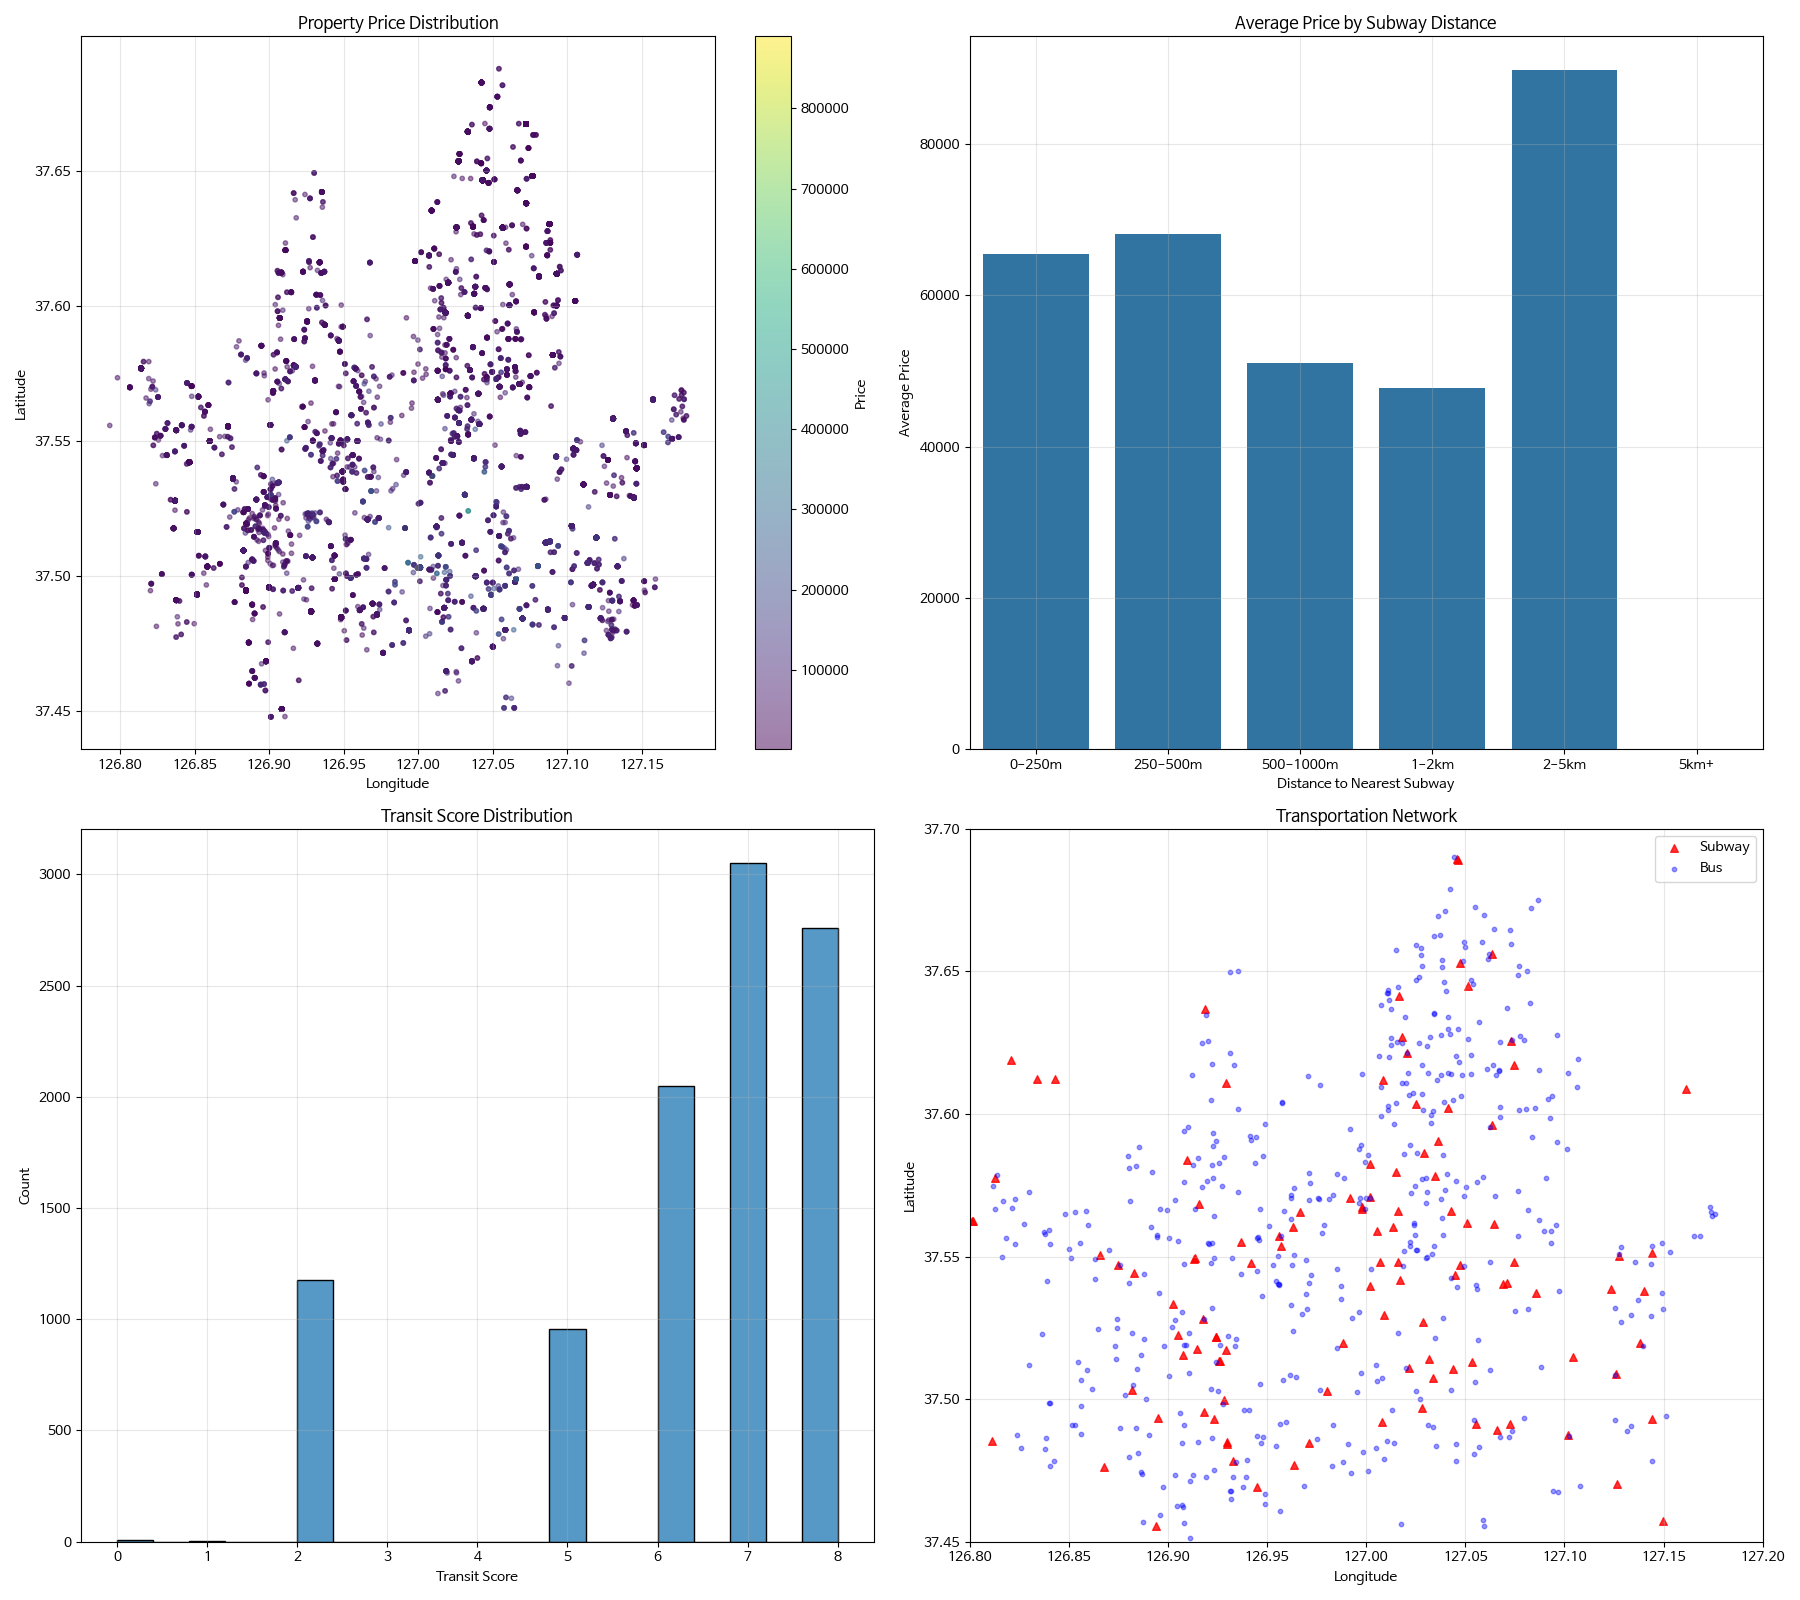 Property Price Distribution
Latitude
37.65
37.60
37.55
37.50
37.45
126.80 126.85 126.90 126.95 127.00 127.05 127.10 127.15
Longitude
800000
700000
600000
500000
400000
300000
200000
100000
Price
Average Price by Subway Distance
Average Price
80000
60000
40000
20000
0
0-250m 250-500m 500-1000m 1-2km 2-5km 5km+
Distance to Nearest Subway
Transit Score Distribution
Count
3000
2500
2000
1500
1000
500
0
0 1 2 3 4 5 6 7 8
Transit Score
Transportation Network
Latitude
37.70
37.65
37.60
37.55
37.50
37.45
126.80 126.85 126.90 126.95 127.00 127.05 127.10 127.15 127.20
Longitude
Subway
Bus